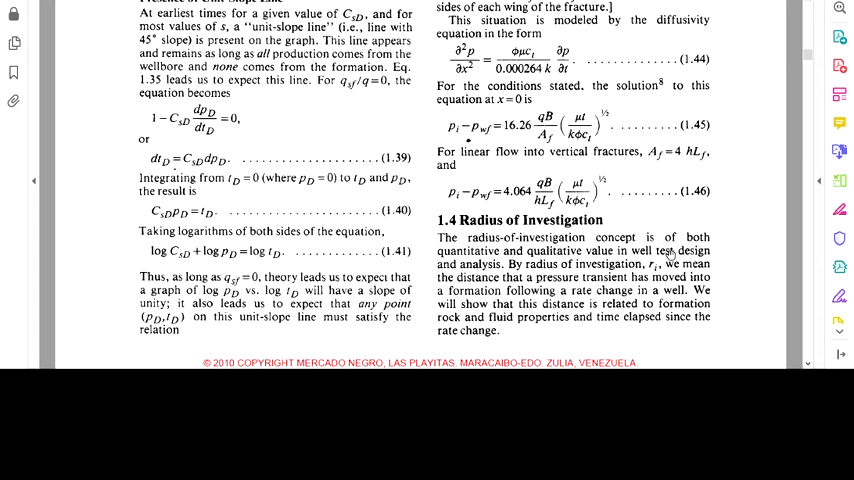 Presence of Unit-Slope Line
At earliest times for a given value of C_sD, and for
most values of s, a "unit-slope line" (i.e., line with
45° slope) is present on the graph. This line appears
and remains as long as all production comes from the
wellbore and none comes from the formation. Eq.
1.35 leads us to expect this line. For q_sf/q=0, the
equation becomes
1 − C_sD dp_D/dt_D = 0,
or
dt_D = C_sD dp_D. ..................... (1.39)
Integrating from t_D = 0 (where p_D = 0) to t_D and p_D,
the result is
C_sD p_D = t_D. ........................ (1.40)
Taking logarithms of both sides of the equation,
log C_sD + log p_D = log t_D. ............ (1.41)
Thus, as long as q_sf = 0, theory leads us to expect that
a graph of log p_D vs. log t_D will have a slope of
unity; it also leads us to expect that any point
(p_D, t_D) on this unit-slope line must satisfy the
relation
sides of each wing of the fracture.]
This situation is modeled by the diffusivity
equation in the form
∂²p/∂x² = φμc_t/0.000264 k ∂p/∂t. ............ (1.44)
For the conditions stated, the solution⁸ to this
equation at x = 0 is
p_i − p_wf = 16.26 qB/A_f (μt/kφc_t)^½ .......... (1.45)
For linear flow into vertical fractures, A_f = 4 hL_f,
and
p_i − p_wf = 4.064 qB/hL_f (μt/kφc_t)^½ ......... (1.46)
1.4 Radius of Investigation
The radius-of-investigation concept is of both
quantitative and qualitative value in well test design
and analysis. By radius of investigation, r_i, we mean
the distance that a pressure transient has moved into
a formation following a rate change in a well. We
will show that this distance is related to formation
rock and fluid properties and time elapsed since the
rate change.
© 2010 COPYRIGHT MERCADO NEGRO, LAS PLAYITAS. MARACAIBO-EDO. ZULIA, VENEZUELA.